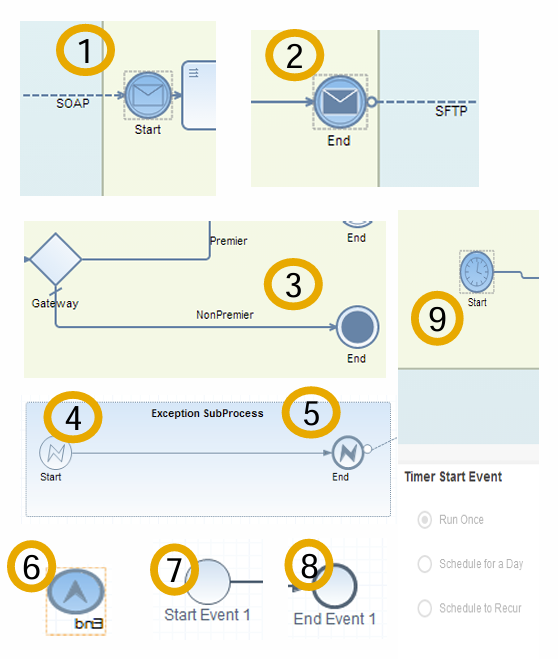 1
SOAP
Start
2
SFTP
End
Premier
End
Gateway
3
NonPremier
End
9
Start
4
Exception SubProcess
5
Start
End
Timer Start Event
Run Once
Schedule for a Day
Schedule to Recur
6
bn3
7
Start Event 1
8
End Event 1